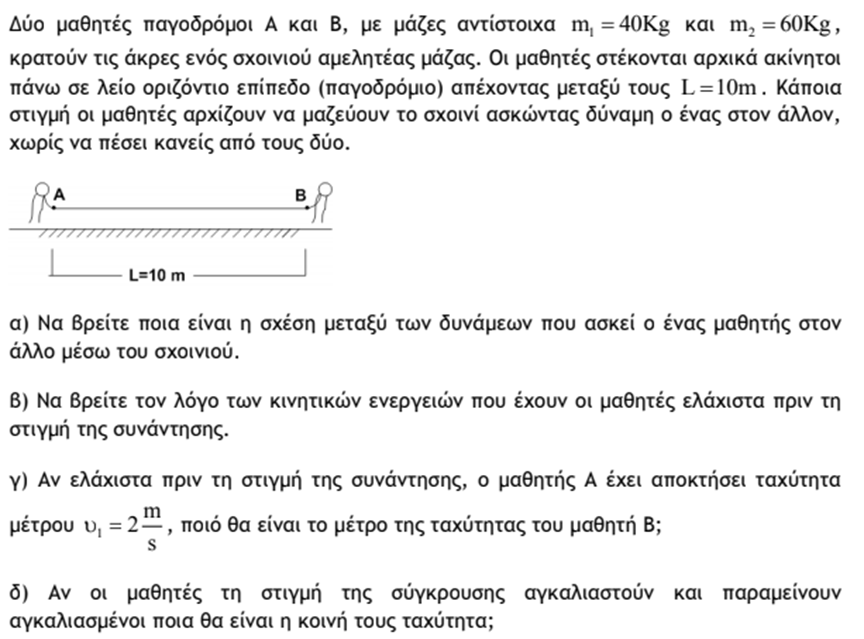 Δύο μαθητές παγοδρόμοι Α και Β, με μάζες αντίστοιχα m₁ = 40Kg και m₂ = 60Kg,
κρατούν τις άκρες ενός σχοινιού αμελητέας μάζας. Οι μαθητές στέκονται αρχικά ακίνητοι
πάνω σε λείο οριζόντιο επίπεδο (παγοδρόμιο) απέχοντας μεταξύ τους L = 10m. Κάποια
στιγμή οι μαθητές αρχίζουν να μαζεύουν το σχοινί ασκώντας δύναμη ο ένας στον άλλον,
χωρίς να πέσει κανείς από τους δύο.
A B
L=10 m
α) Να βρείτε ποια είναι η σχέση μεταξύ των δυνάμεων που ασκεί ο ένας μαθητής στον
άλλο μέσω του σχοινιού.
β) Να βρείτε τον λόγο των κινητικών ενεργειών που έχουν οι μαθητές ελάχιστα πριν τη
στιγμή της συνάντησης.
γ) Αν ελάχιστα πριν τη στιγμή της συνάντησης, ο μαθητής Α έχει αποκτήσει ταχύτητα
μέτρου υ₁ = 2 m/s, ποιό θα είναι το μέτρο της ταχύτητας του μαθητή Β;
δ) Αν οι μαθητές τη στιγμή της σύγκρουσης αγκαλιαστούν και παραμείνουν
αγκαλιασμένοι ποια θα είναι η κοινή τους ταχύτητα;